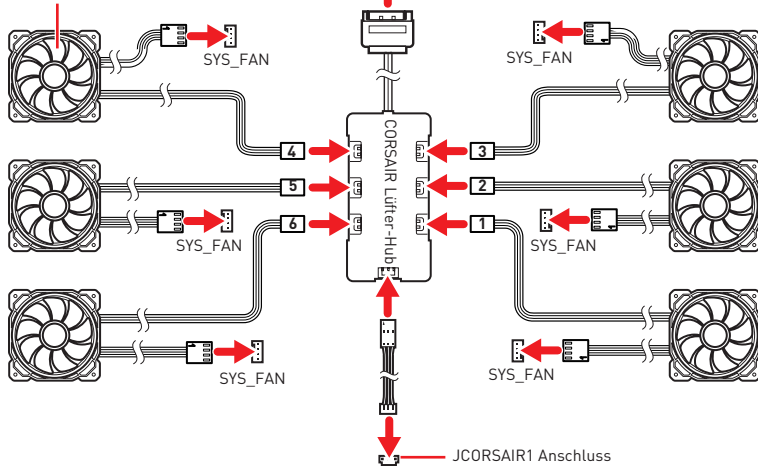 SYS_FAN
SYS_FAN
CORSAIR Lüfter-Hub
4
3
5
2
6
1
SYS_FAN
SYS_FAN
SYS_FAN
SYS_FAN
JCORSAIR1 Anschluss